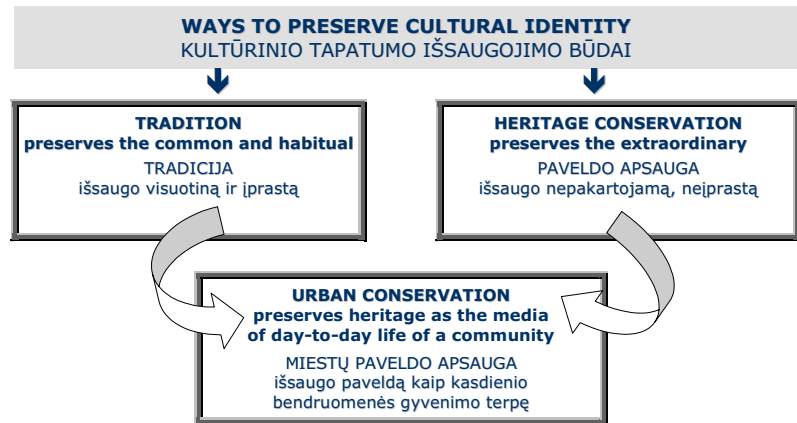 WAYS TO PRESERVE CULTURAL IDENTITY
KULTŪRINIO TAPATUMO IŠSAUGOJIMO BŪDAI
TRADITION
preserves the common and habitual
TRADICIJA
išsaugo visuotiną ir įprastą
HERITAGE CONSERVATION
preserves the extraordinary
PAVELDO APSAUGA
išsaugo nepakartojamą, neįprastą
URBAN CONSERVATION
preserves heritage as the media
of day-to-day life of a community
MIESTŲ PAVELDO APSAUGA
išsaugo paveldą kaip kasdienio
bendruomenės gyvenimo terpę